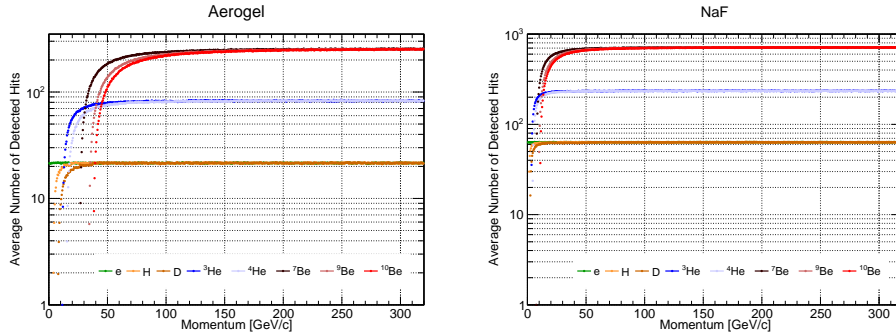 Aerogel
Average Number of Detected Hits
10²
10
1
e H D ³He ⁴He ⁷Be ⁹Be ¹⁰Be
0 50 100 150 200 250 300
Momentum [GeV/c]
NaF
Average Number of Detected Hits
10³
10²
10
1
e H D ³He ⁴He ⁷Be ⁹Be ¹⁰Be
0 50 100 150 200 250 300
Momentum [GeV/c]